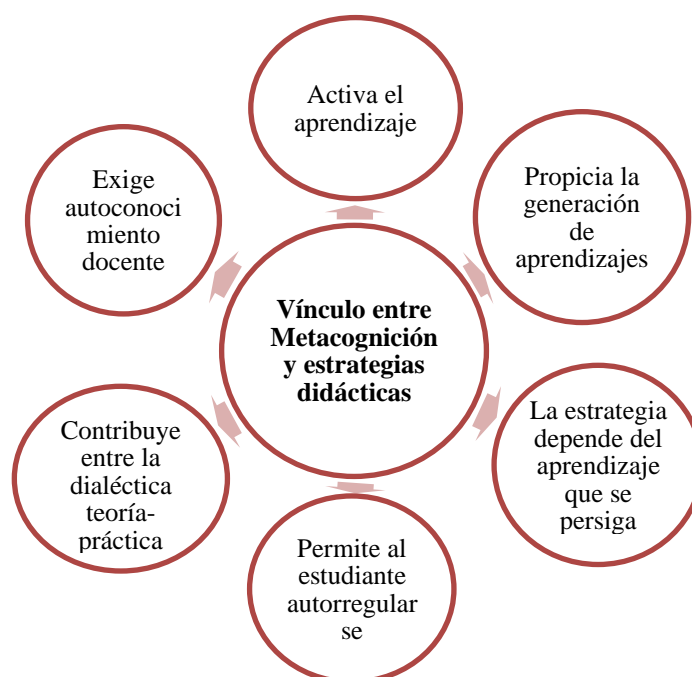 Activa el
aprendizaje
Propicia la
generación
de
aprendizajes
La estrategia
depende del
aprendizaje
que se
persiga
Permite al
estudiante
autorregular
se
Contribuye
entre la
dialéctica
teoría-
práctica
Exige
autoconoci
miento
docente
Vínculo entre
Metacognición
y estrategias
didácticas